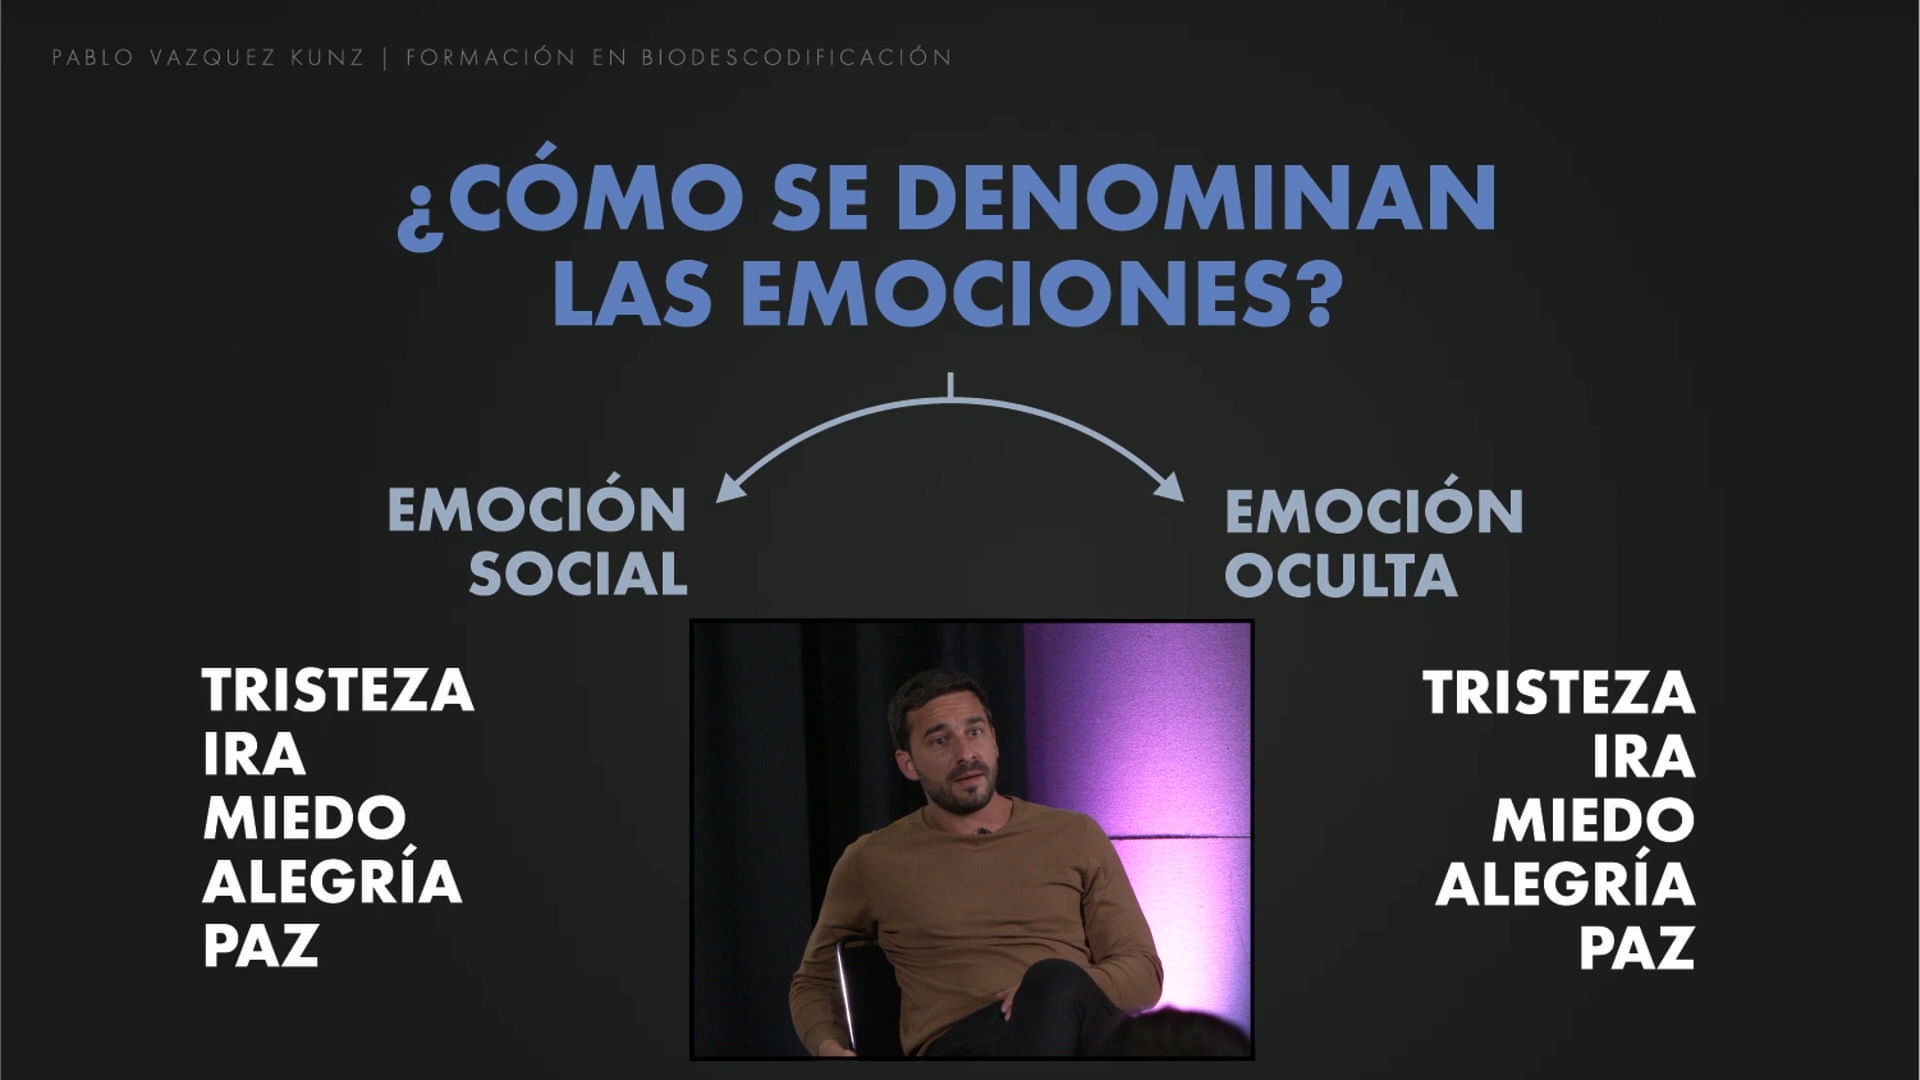 PABLO VAZQUEZ KUNZ | FORMACIÓN EN BIODESCODIFICACIÓN
¿CÓMO SE DENOMINAN
LAS EMOCIONES?
EMOCIÓN
SOCIAL
TRISTEZA
IRA
MIEDO
ALEGRÍA
PAZ
EMOCIÓN
OCULTA
TRISTEZA
IRA
MIEDO
ALEGRÍA
PAZ